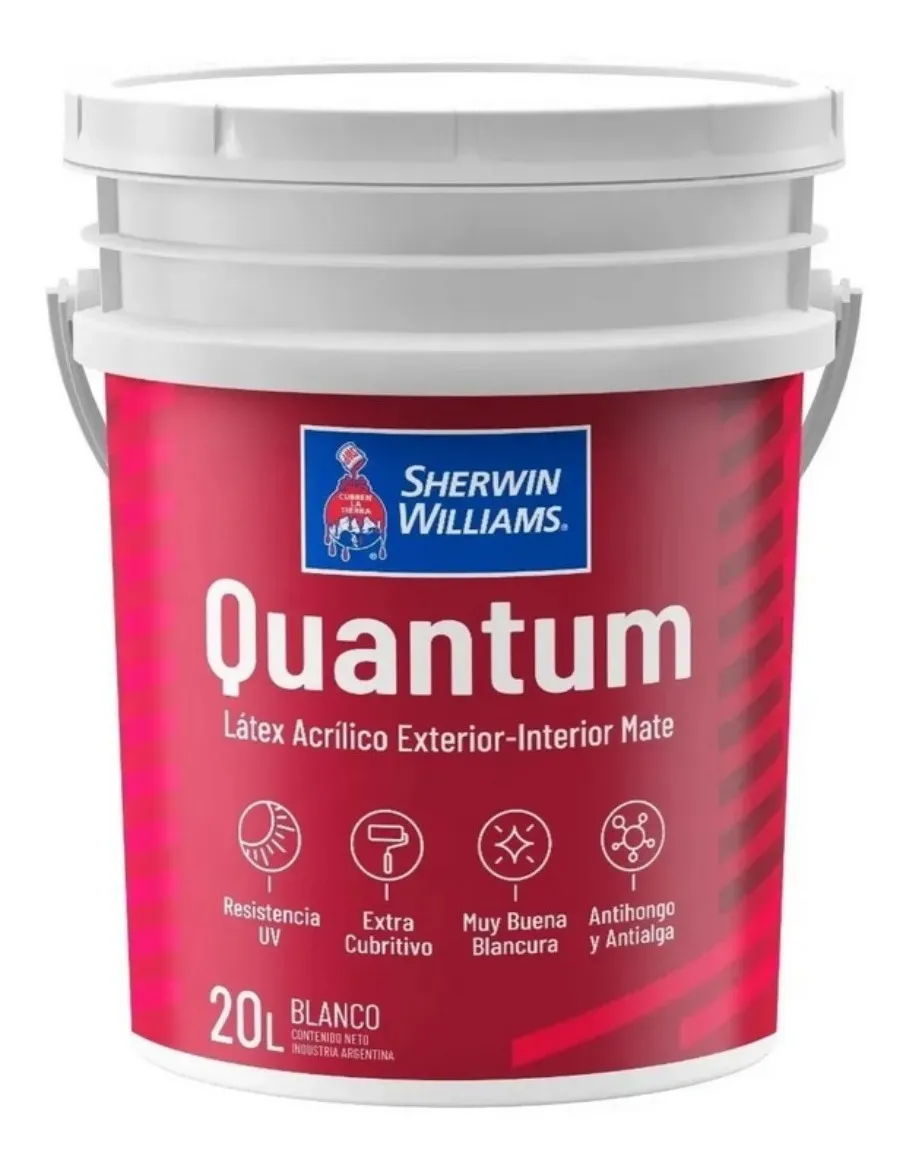 CUBREN
LA
TIERRA
SHERWIN
WILLIAMS®
Quantum
Látex Acrílico Exterior-Interior Mate
Resistencia
UV
Extra
Cubritivo
Muy Buena
Blancura
Antihongo
y Antialga
20L
BLANCO
CONTENIDO NETO
INDUSTRIA ARGENTINA